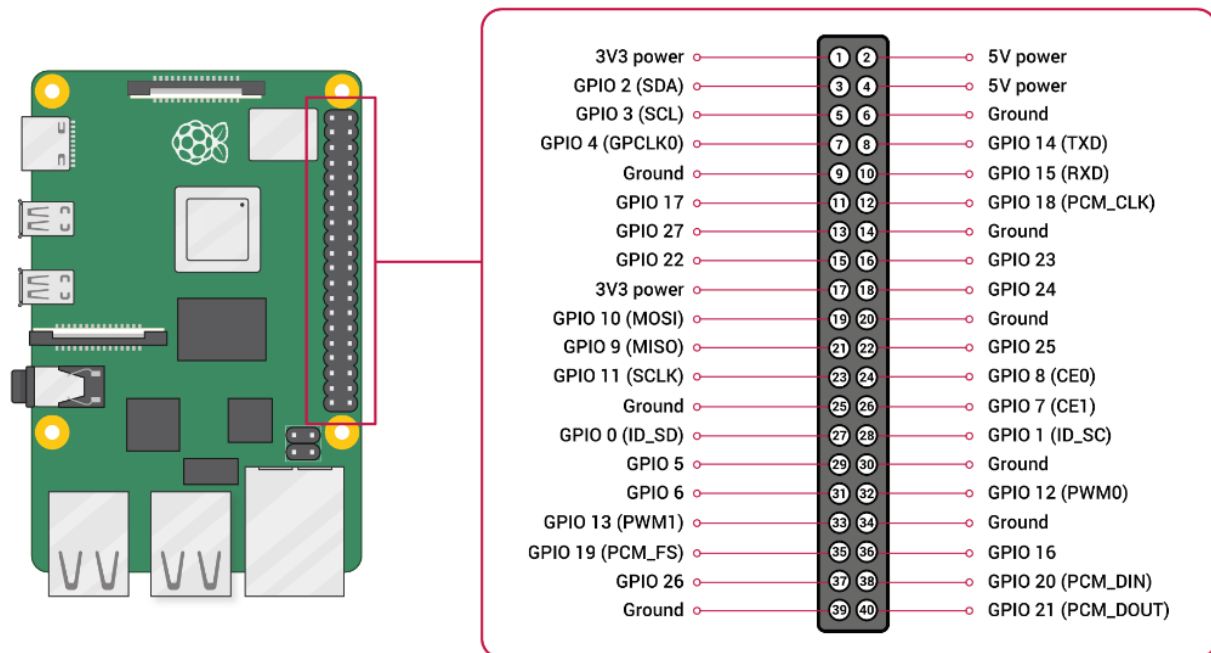 3V3 power 1 2 5V power
GPIO 2 (SDA) 3 4 5V power
GPIO 3 (SCL) 5 6 Ground
GPIO 4 (GPCLK0) 7 8 GPIO 14 (TXD)
Ground 9 10 GPIO 15 (RXD)
GPIO 17 11 12 GPIO 18 (PCM_CLK)
GPIO 27 13 14 Ground
GPIO 22 15 16 GPIO 23
3V3 power 17 18 GPIO 24
GPIO 10 (MOSI) 19 20 Ground
GPIO 9 (MISO) 21 22 GPIO 25
GPIO 11 (SCLK) 23 24 GPIO 8 (CE0)
Ground 25 26 GPIO 7 (CE1)
GPIO 0 (ID_SD) 27 28 GPIO 1 (ID_SC)
GPIO 5 29 30 Ground
GPIO 6 31 32 GPIO 12 (PWM0)
GPIO 13 (PWM1) 33 34 Ground
GPIO 19 (PCM_FS) 35 36 GPIO 16
GPIO 26 37 38 GPIO 20 (PCM_DIN)
Ground 39 40 GPIO 21 (PCM_DOUT)